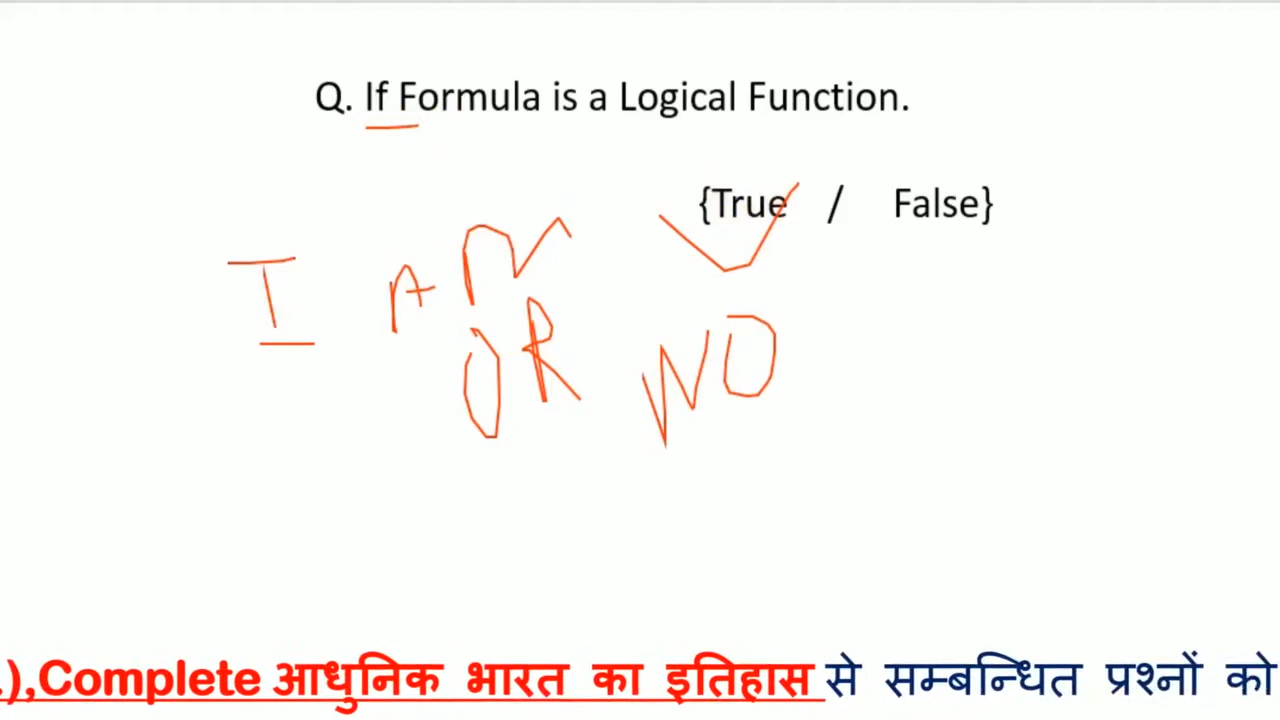 Q. If Formula is a Logical Function.
{True / False}
I
OR NO
.),Complete आधुनिक भारत का इतिहास से सम्बन्धित प्रश्नों को